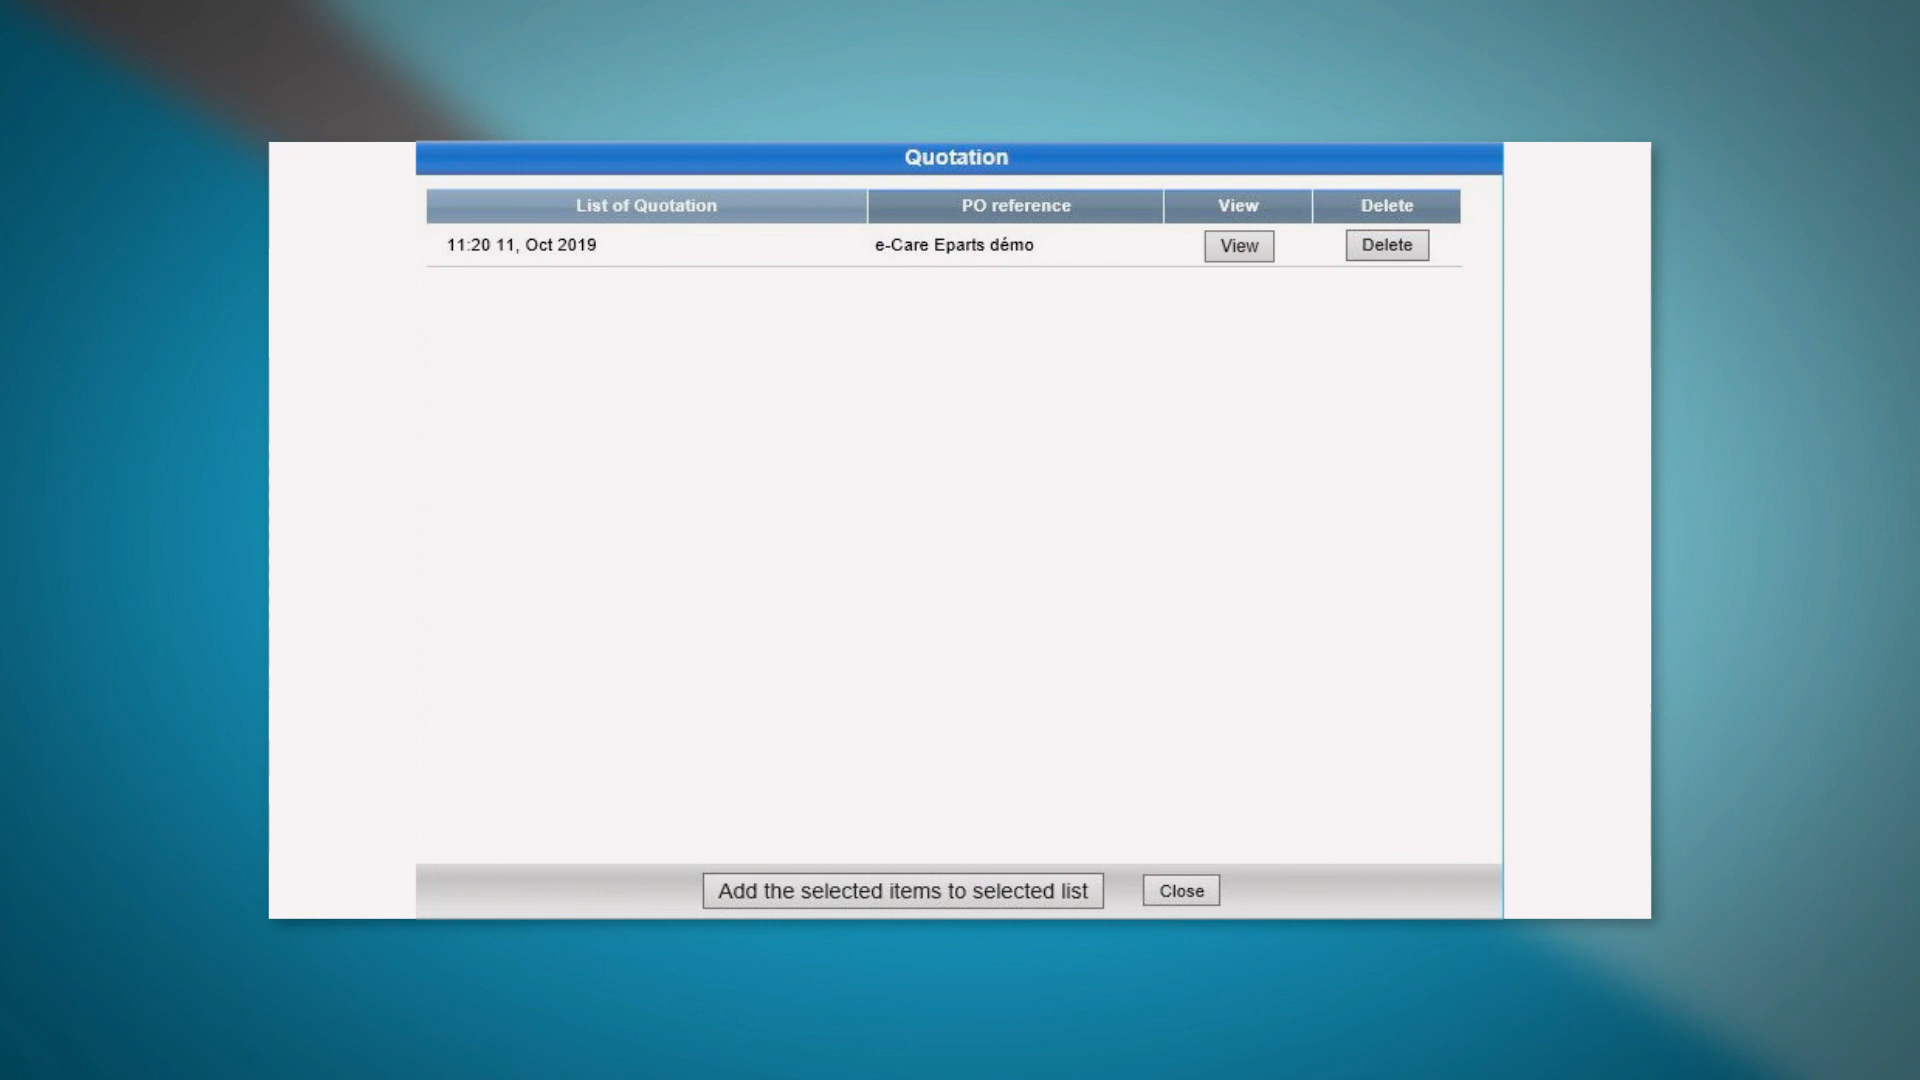 Quotation
List of Quotation PO reference View Delete
11:20 11, Oct 2019 e-Care Eparts démo View Delete
Add the selected items to selected list Close